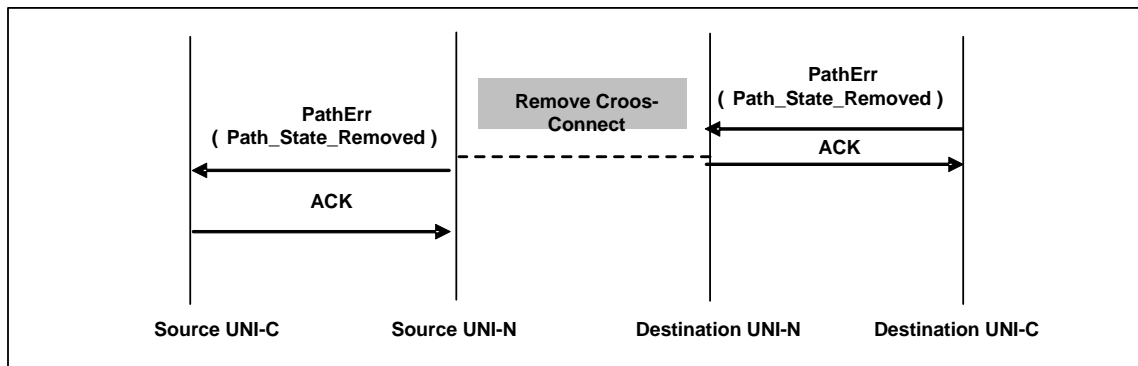 PathErr
( Path_State_Removed )
ACK
Remove Croos-
Connect
PathErr
( Path_State_Removed )
ACK
Source UNI-C
Source UNI-N
Destination UNI-N
Destination UNI-C